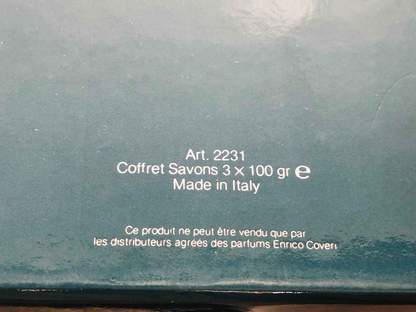 Art. 2231
Coffret Savons 3 x 100 gr ℮
Made in Italy
Ce produit ne peut être vendu que par
les distributeurs agréés des parfums Enrico Coveri